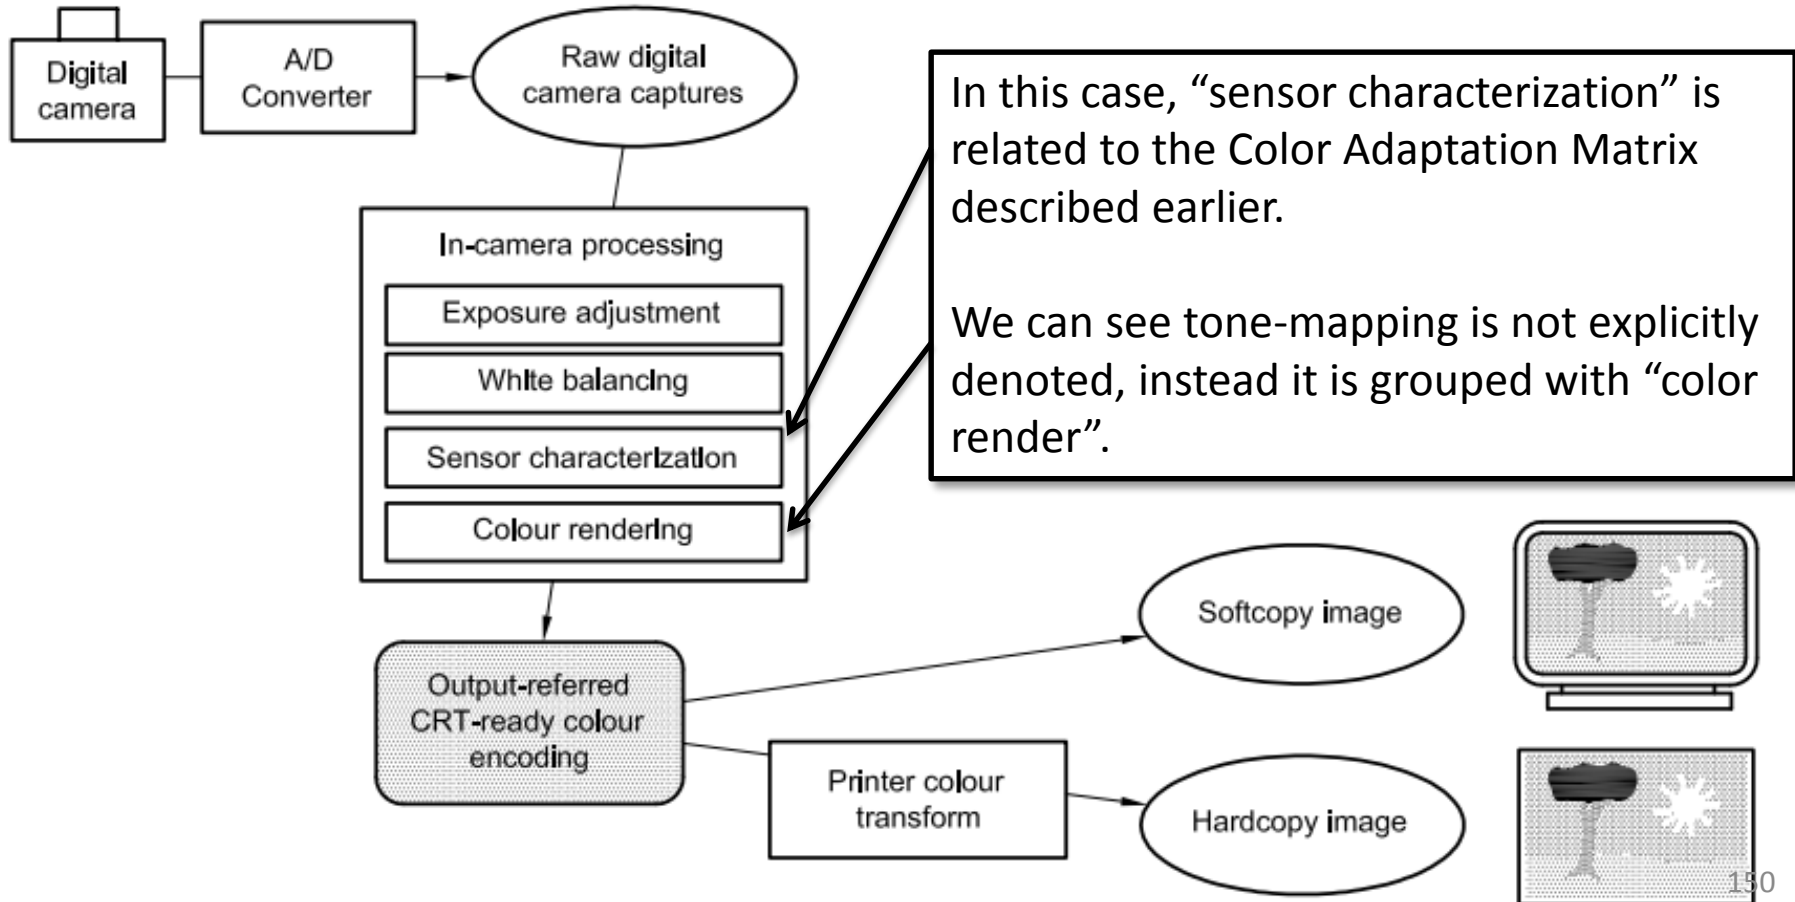 Digital
camera
A/D
Converter
Raw digital
camera captures
In this case, “sensor characterization” is
related to the Color Adaptation Matrix
described earlier.
We can see tone-mapping is not explicitly
denoted, instead it is grouped with “color
render”.
In-camera processing
Exposure adjustment
White balancing
Sensor characterization
Colour rendering
Output-referred
CRT-ready colour
encoding
Softcopy image
Printer colour
transform
Hardcopy image
150